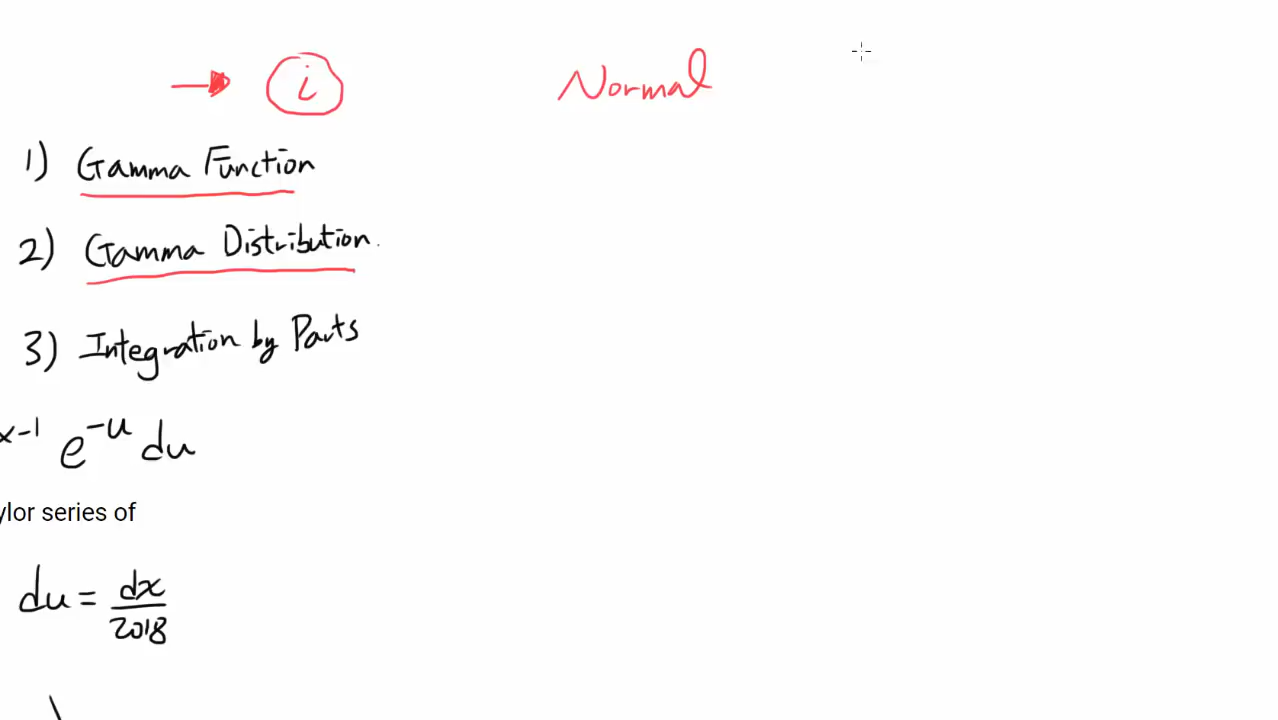 i Normal
1) Gamma Function
2) Gamma Distribution.
3) Integration by Parts
x-1 e^-u du
ylor series of
du = dx/2018